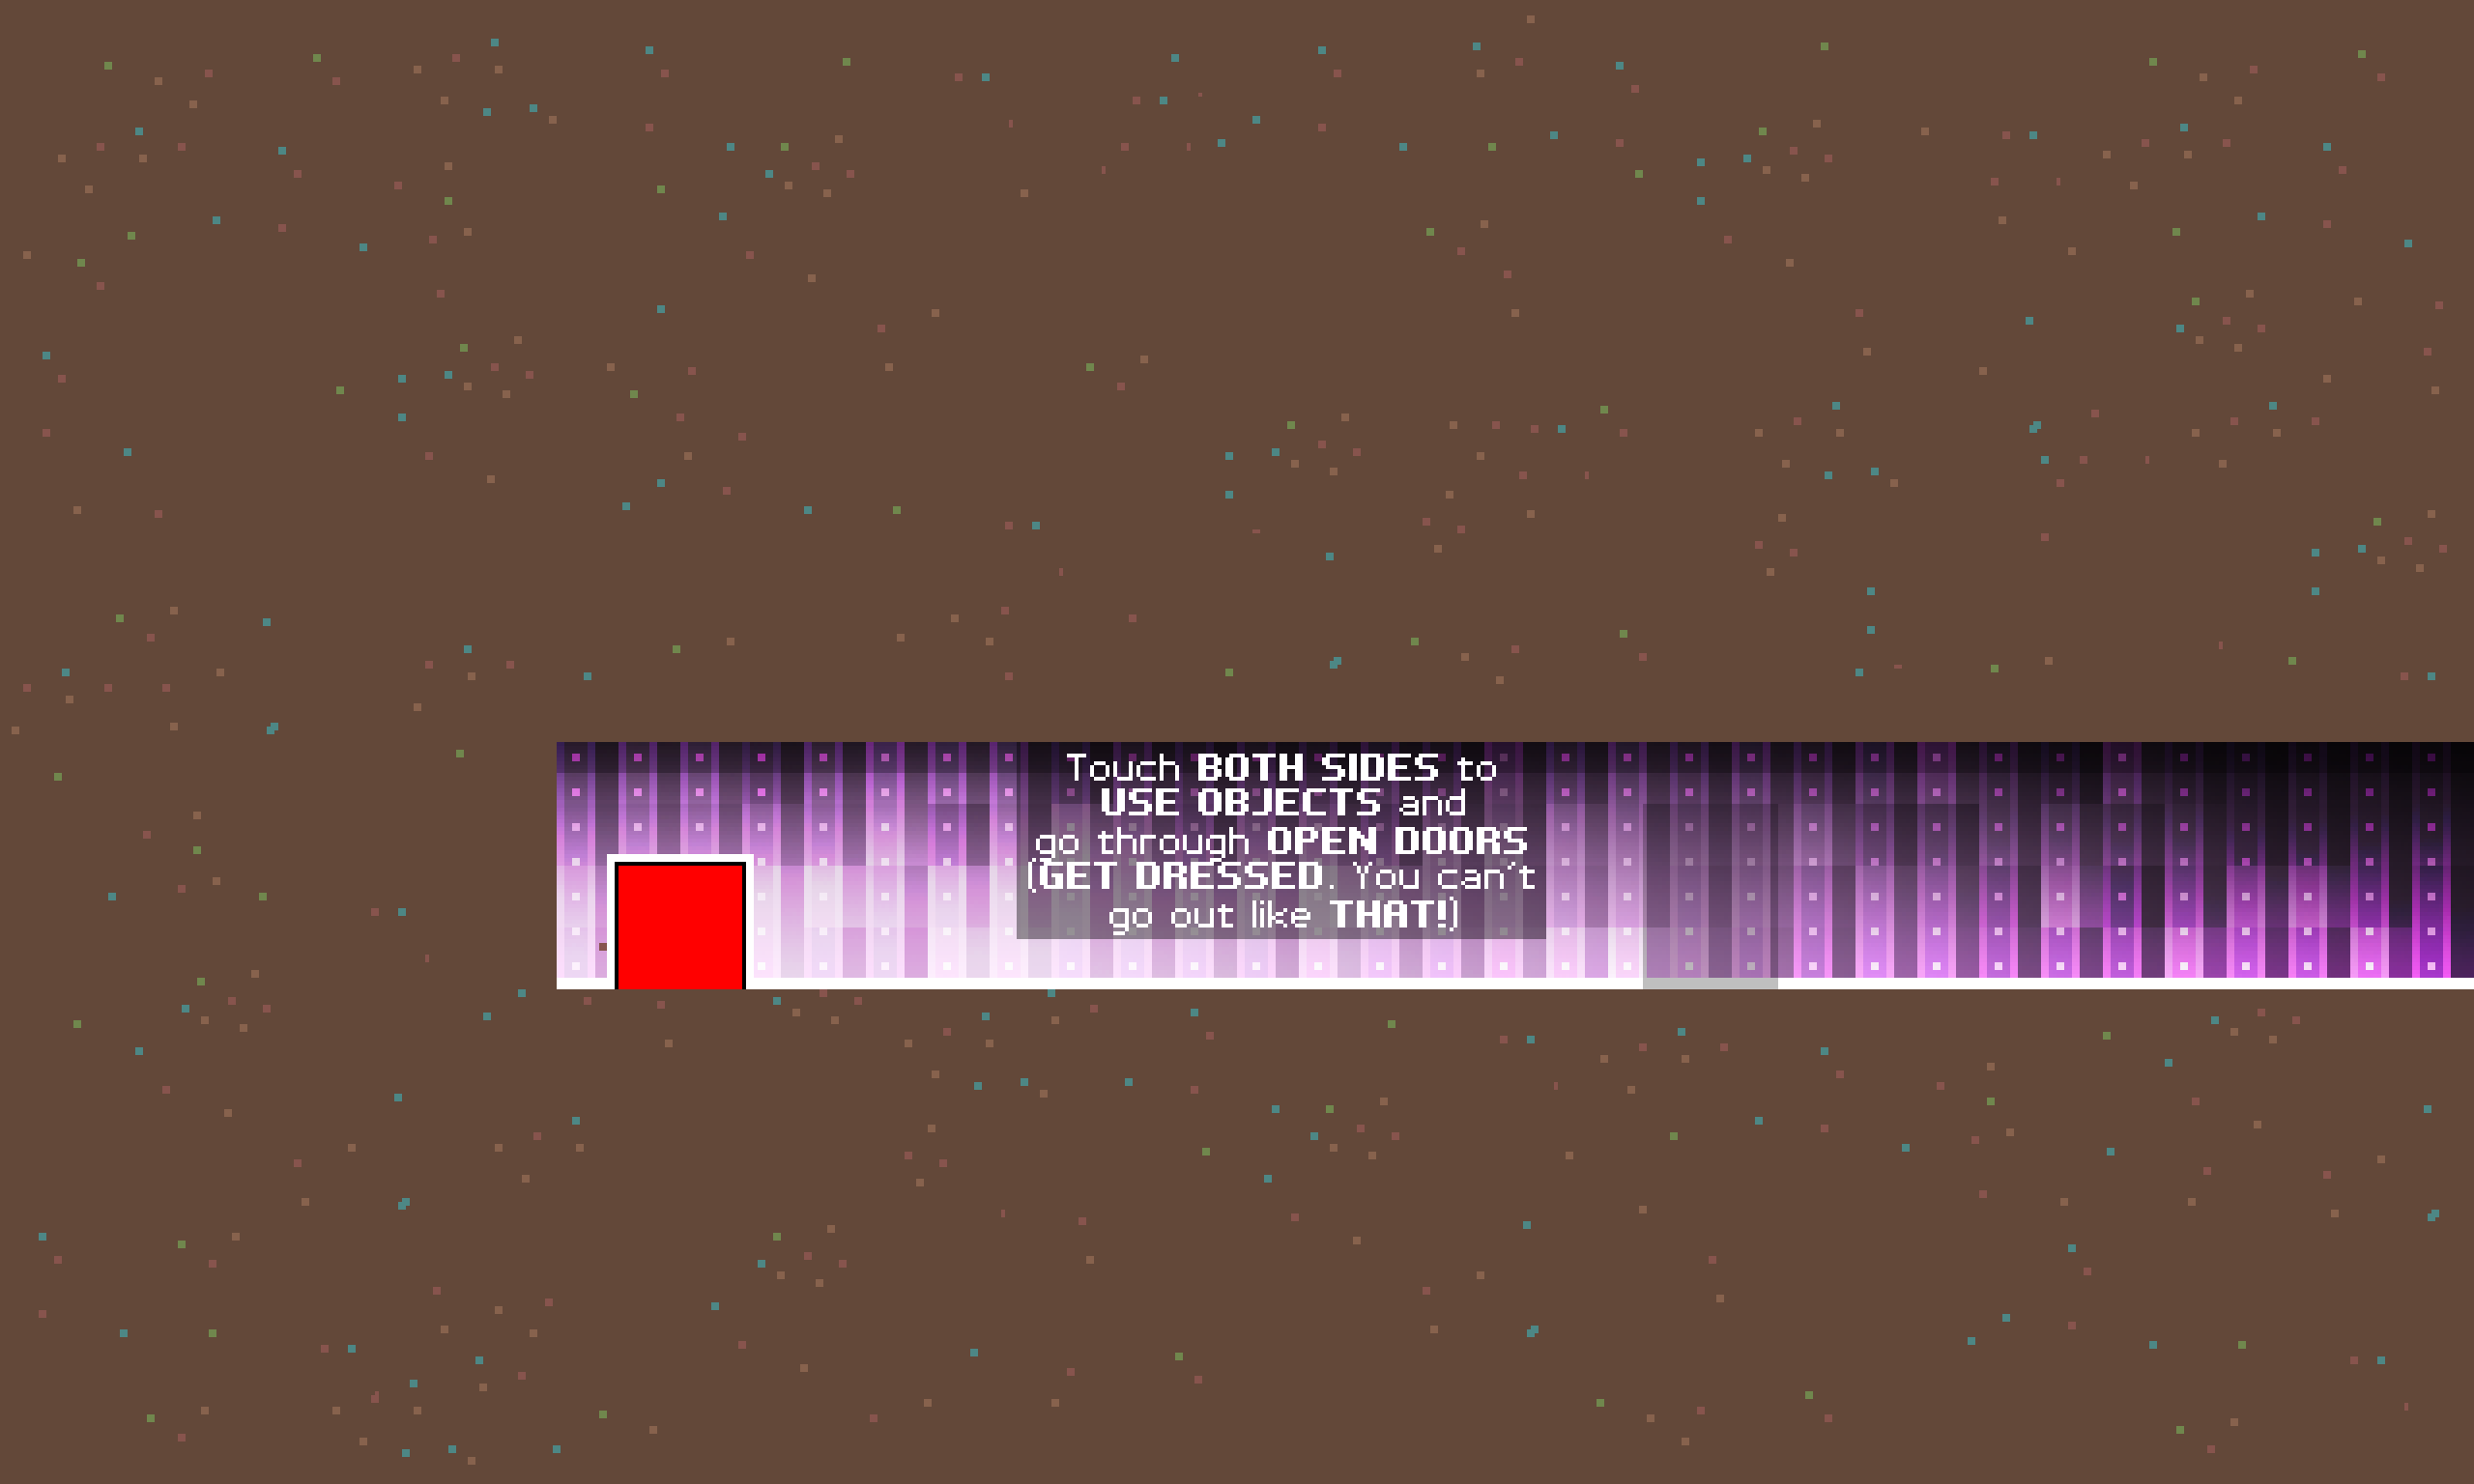 Touch BOTH SIDES to
USE OBJECTS and
go through OPEN DOORS
(GET DRESSED. You can't
go out like THAT!)